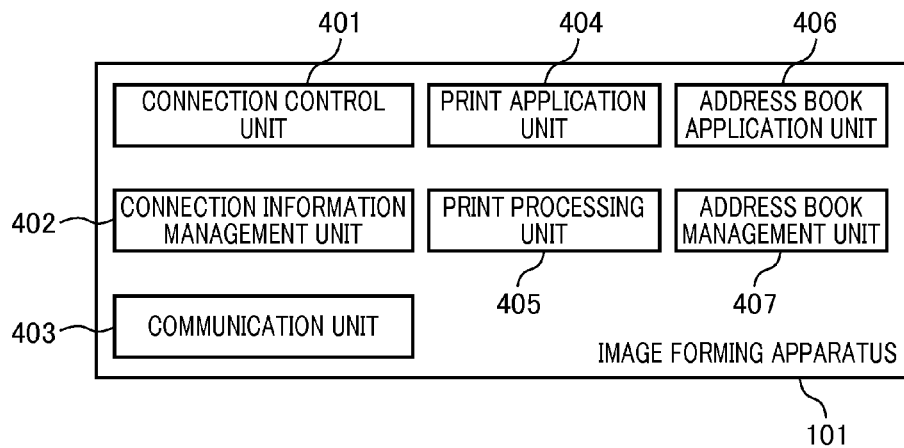 401
404
406
CONNECTION CONTROL
UNIT
PRINT APPLICATION
UNIT
ADDRESS BOOK
APPLICATION UNIT
402
CONNECTION INFORMATION
MANAGEMENT UNIT
PRINT PROCESSING
UNIT
ADDRESS BOOK
MANAGEMENT UNIT
405
407
403
COMMUNICATION UNIT
IMAGE FORMING APPARATUS
101